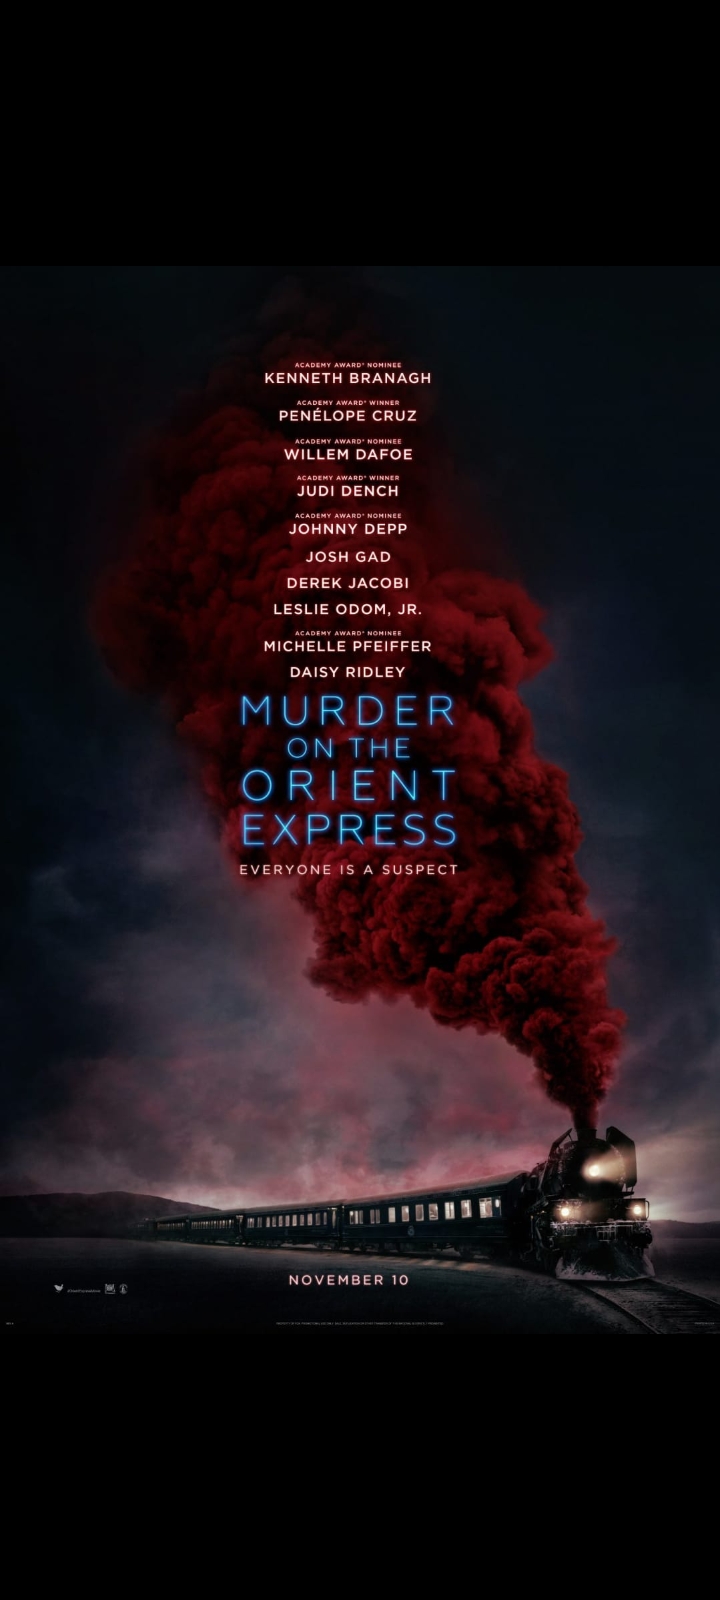 ACADEMY AWARD® NOMINEE
KENNETH BRANAGH
ACADEMY AWARD® WINNER
PENÉLOPE CRUZ
ACADEMY AWARD® NOMINEE
WILLEM DAFOE
ACADEMY AWARD® WINNER
JUDI DENCH
ACADEMY AWARD® NOMINEE
JOHNNY DEPP
JOSH GAD
DEREK JACOBI
LESLIE ODOM, JR.
ACADEMY AWARD® NOMINEE
MICHELLE PFEIFFER
DAISY RIDLEY
MURDER
ON THE
ORIENT
EXPRESS
EVERYONE IS A SUSPECT
NOVEMBER 10